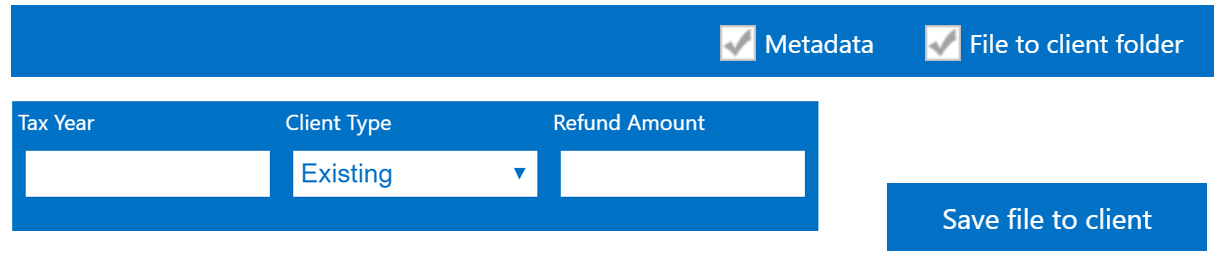 Metadata File to client folder
Tax Year Client Type Refund Amount
Existing
Save file to client